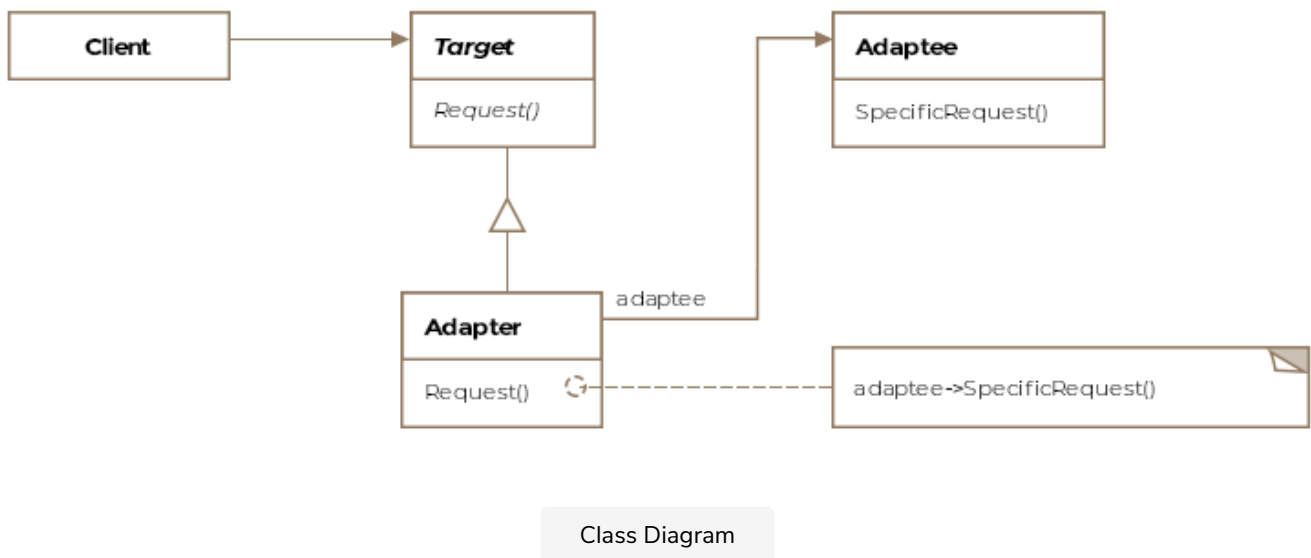 Client
Target
Request()
Adaptee
SpecificRequest()
adaptee
Adapter
Request()
adaptee->SpecificRequest()
Class Diagram